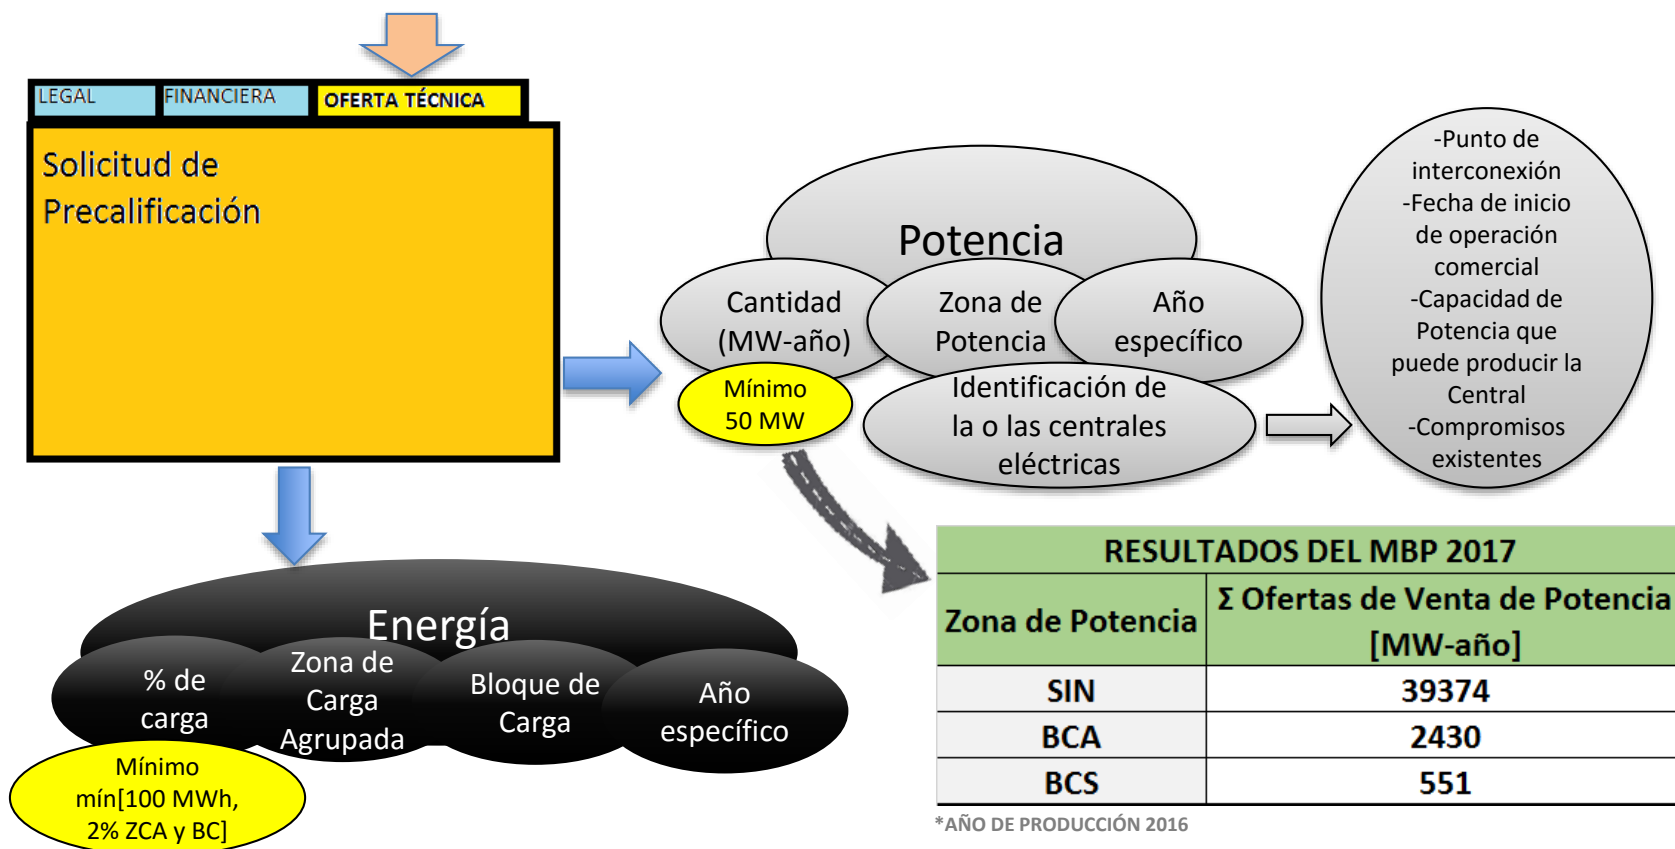 LEGAL
FINANCIERA
OFERTA TÉCNICA
Solicitud de
Precalificación
Potencia
Cantidad
(MW-año)
Zona de
Potencia
Año
específico
Mínimo
50 MW
Identificación de
la o las centrales
eléctricas
-Punto de
interconexión
-Fecha de inicio
de operación
comercial
-Capacidad de
Potencia que
puede producir la
Central
-Compromisos
existentes
Energía
% de
carga
Zona de
Carga
Agrupada
Bloque de
Carga
Año
específico
Mínimo
mín[100 MWh,
2% ZCA y BC]
RESULTADOS DEL MBP 2017
Zona de Potencia
Σ Ofertas de Venta de Potencia
[MW-año]
SIN 39374
BCA 2430
BCS 551
*AÑO DE PRODUCCIÓN 2016